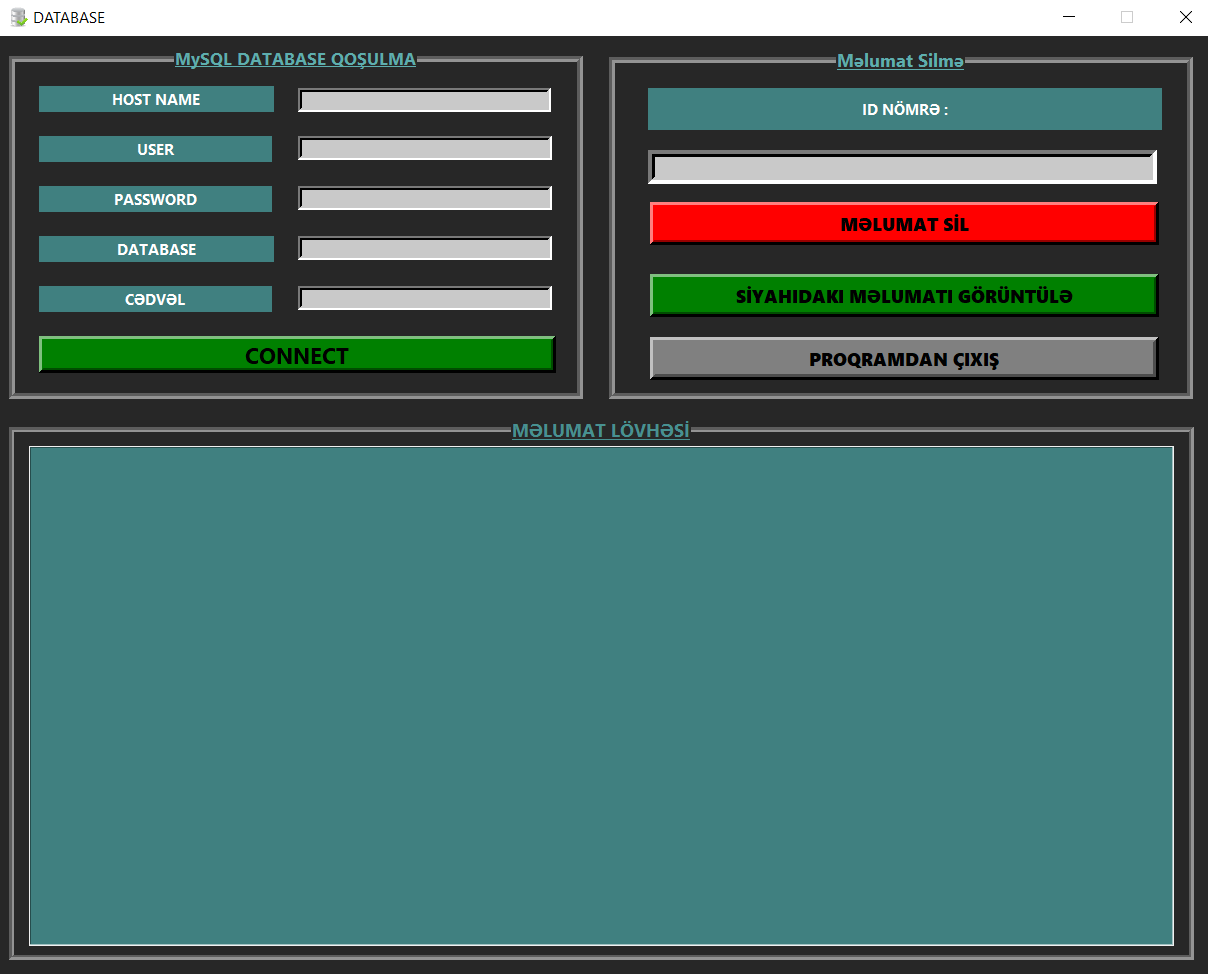 DATABASE
MySQL DATABASE QOŞULMA
HOST NAME
USER
PASSWORD
DATABASE
CƏDVƏL
CONNECT
Məlumat Silmə
ID NÖMRƏ :
MƏLUMAT SİL
SİYAHIDAKI MƏLUMATI GÖRÜNTÜLƏ
PROQRAMDAN ÇIXIŞ
MƏLUMAT LÖVHƏSİ